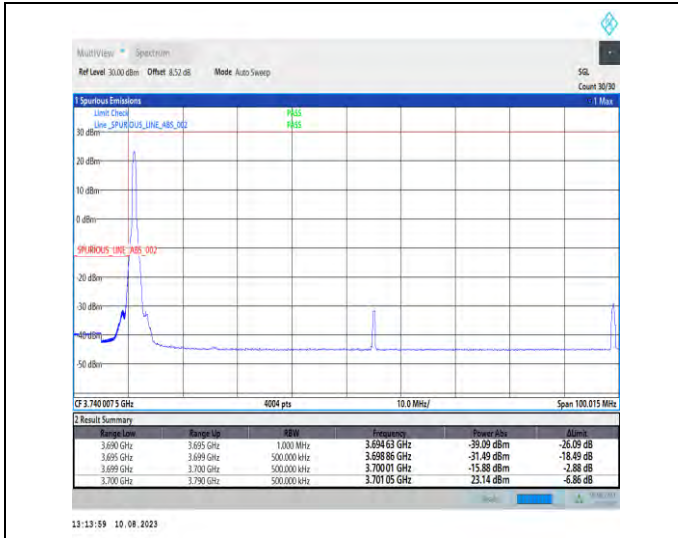 MultiView Spectrum
Ref Level 30.00 dBm Offset 8.52 dB Mode Auto Sweep SGL
Count 30/30
1 Spurious Emissions 1 Max
Limit Check PASS
Line _SPURIOUS_LINE_ABS_002 PASS
30 dBm
20 dBm
10 dBm
0 dBm
SPURIOUS_LINE_ABS_002
-20 dBm
-30 dBm
-40 dBm
-50 dBm
CF 3.740 007 5 GHz 4004 pts 10.0 MHz/ Span 100.015 MHz
2 Result Summary
Range Low Range Up RBW Frequency Power Abs ΔLimit
3.690 GHz 3.695 GHz 1.000 MHz 3.694 63 GHz -39.09 dBm -26.09 dB
3.695 GHz 3.699 GHz 500.000 kHz 3.698 86 GHz -31.49 dBm -18.49 dB
3.699 GHz 3.700 GHz 500.000 kHz 3.700 01 GHz -15.88 dBm -2.88 dB
3.700 GHz 3.790 GHz 500.000 kHz 3.701 05 GHz 23.14 dBm -6.86 dB
13:13:59 10.08.2023